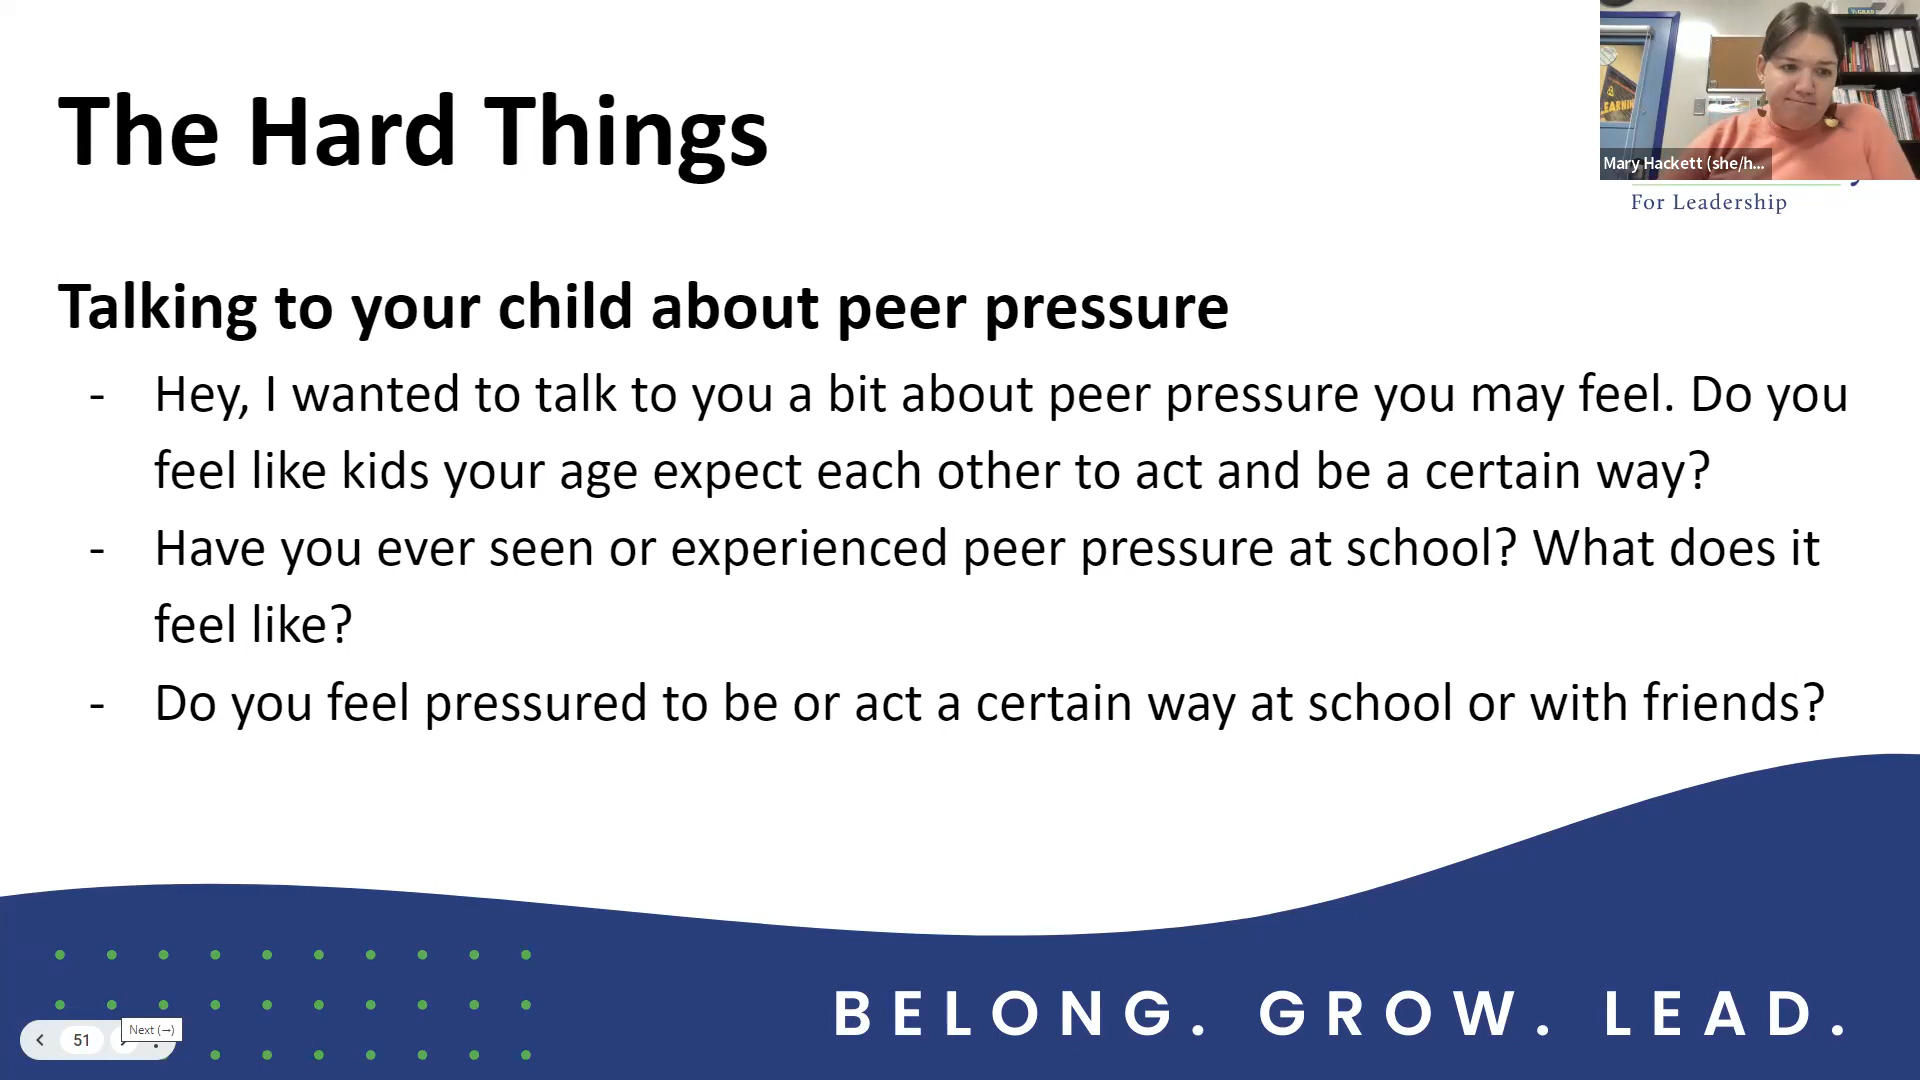 The Hard Things
Mary Hackett (she/h...
For Leadership
Talking to your child about peer pressure
- Hey, I wanted to talk to you a bit about peer pressure you may feel. Do you
feel like kids your age expect each other to act and be a certain way?
- Have you ever seen or experienced peer pressure at school? What does it
feel like?
- Do you feel pressured to be or act a certain way at school or with friends?
BELONG. GROW. LEAD.
51
Next (→)